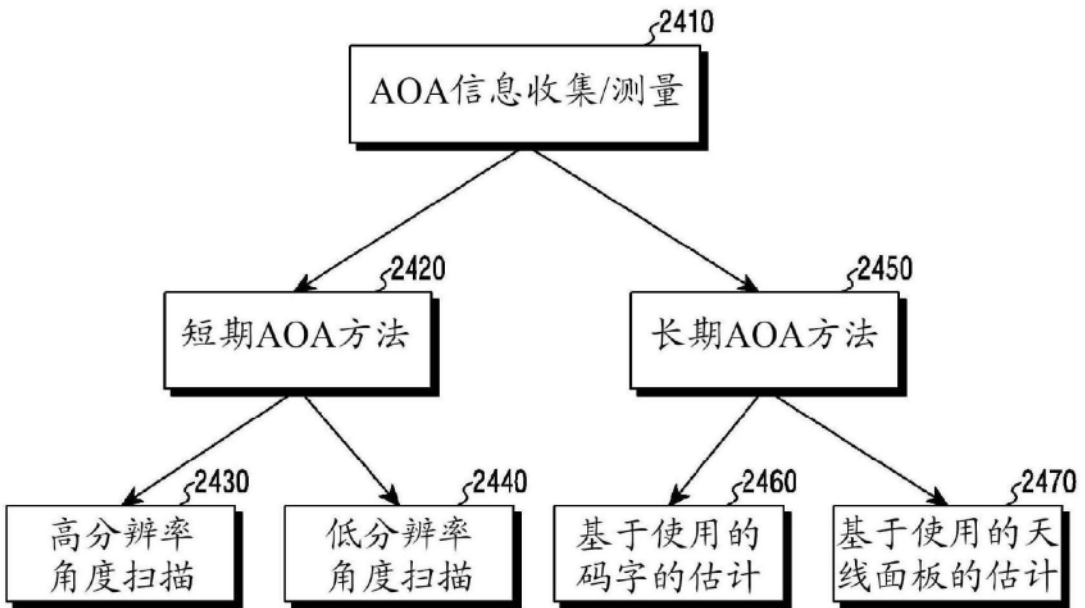 2410
AOA信息收集/测量
2420
短期AOA方法
2450
长期AOA方法
2430
高分辨率
角度扫描
2440
低分辨率
角度扫描
2460
基于使用的
码字的估计
2470
基于使用的天
线面板的估计